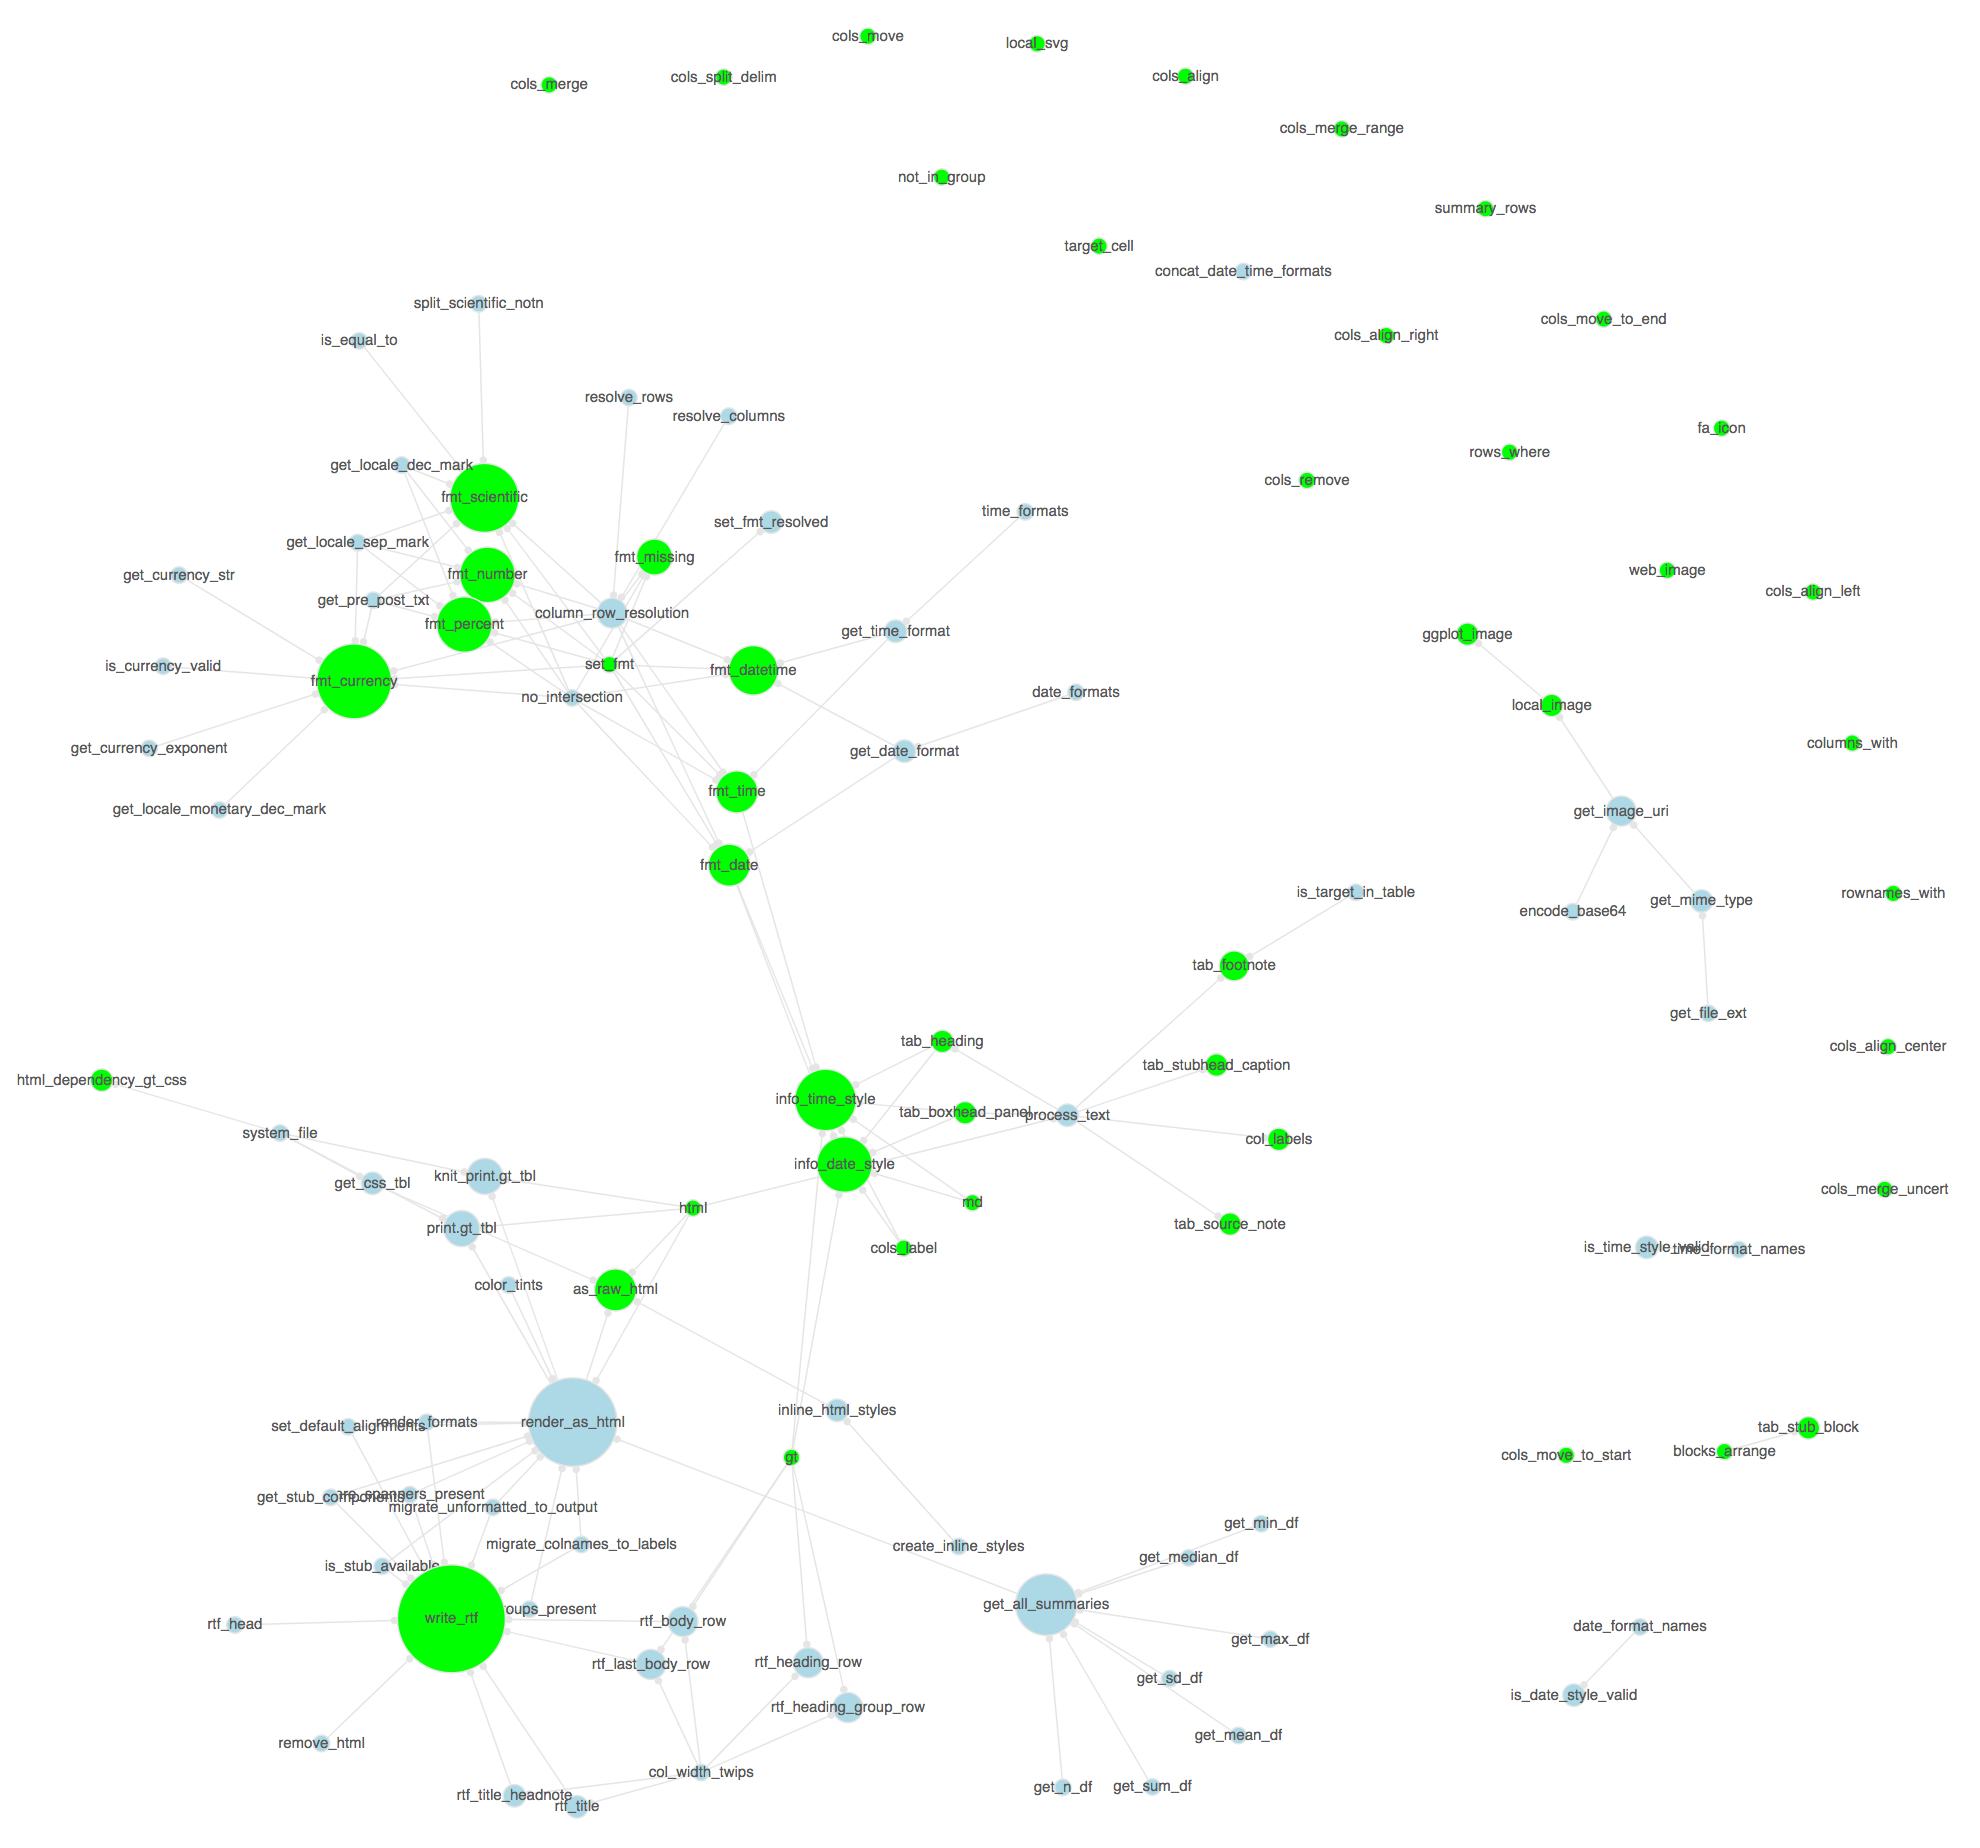 cols_move
local_svg
cols_merge
cols_split_delim
cols_align
cols_merge_range
not_in_group
summary_rows
target_cell
concat_date_time_formats
split_scientific_notn
cols_move_to_end
is_equal_to
cols_align_right
resolve_rows
resolve_columns
fa_icon
rows_where
get_locale_dec_mark
cols_remove
fmt_scientific
time_formats
set_fmt_resolved
get_locale_sep_mark
fmt_missing
web_image
get_currency_str
fmt_number
cols_align_left
get_pre_post_txt
column_row_resolution
fmt_percent
get_time_format
ggplot_image
is_currency_valid
set_fmt
fmt_datetime
fmt_currency
no_intersection
date_formats
local_image
get_currency_exponent
get_date_format
columns_with
fmt_time
get_locale_monetary_dec_mark
get_image_uri
fmt_date
is_target_in_table
rownames_with
get_mime_type
encode_base64
tab_footnote
get_file_ext
tab_heading
cols_align_center
tab_stubhead_caption
html_dependency_gt_css
info_time_style
tab_boxhead_panel
process_text
system_file
col_labels
info_date_style
knit_print.gt_tbl
get_css_tbl
cols_merge_uncert
html
md
tab_source_note
print.gt_tbl
cols_label
is_time_style_valid
time_format_names
color_tints
as_raw_html
inline_html_styles
set_default_alignments
render_formats
render_as_html
tab_stub_block
blocks_arrange
cols_move_to_start
gt
get_stub_components
spanners_present
migrate_unformatted_to_output
get_min_df
migrate_colnames_to_labels
create_inline_styles
get_median_df
is_stub_available
get_all_summaries
oups_present
write_rtf
rtf_head
rtf_body_row
date_format_names
get_max_df
rtf_last_body_row
rtf_heading_row
get_sd_df
is_date_style_valid
rtf_heading_group_row
get_mean_df
remove_html
col_width_twips
get_n_df
get_sum_df
rtf_title_headnote
rtf_title